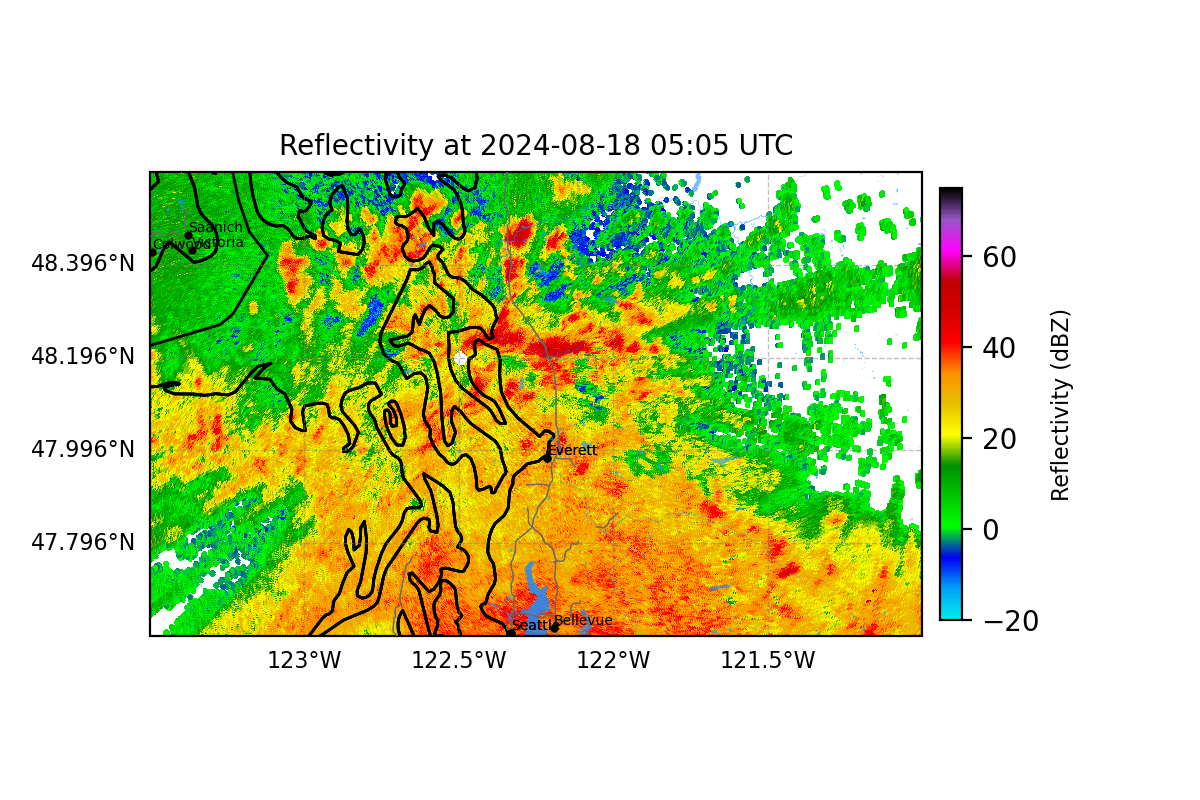 Reflectivity at 2024-08-18 05:05 UTC
48.396°N
48.196°N
47.996°N
47.796°N
123°W
122.5°W
122°W
121.5°W
Saanich
Colwood
Victoria
Everett
Seattle
Bellevue
60
40
20
0
−20
Reflectivity (dBZ)